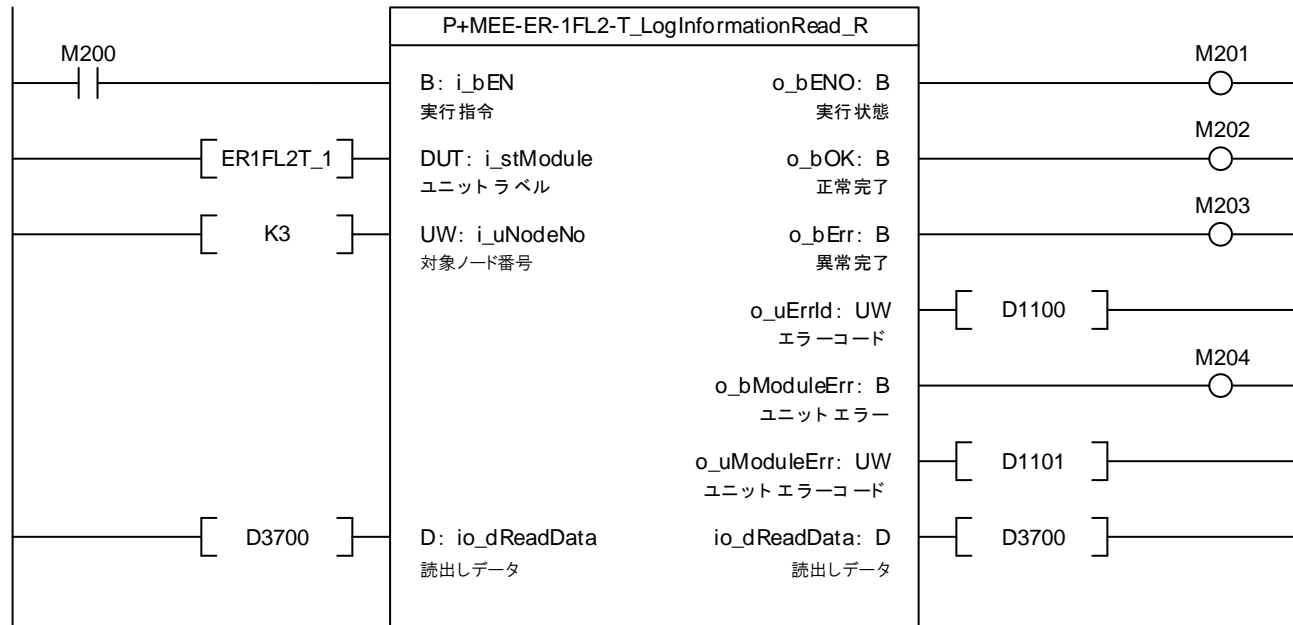 P+MEE-ER-1FL2-T_LogInformationRead_R
M200
B: i_bEN
実行指令
o_bENO: B
実行状態
M201
ER1FL2T_1
DUT: i_stModule
ユニットラベル
o_bOK: B
正常完了
M202
K3
UW: i_uNodeNo
対象ノード番号
o_bErr: B
異常完了
M203
o_uErrId: UW
エラーコード
D1100
o_bModuleErr: B
ユニットエラー
M204
o_uModuleErr: UW
ユニットエラーコード
D1101
D3700
D: io_dReadData
読出しデータ
io_dReadData: D
読出しデータ
D3700